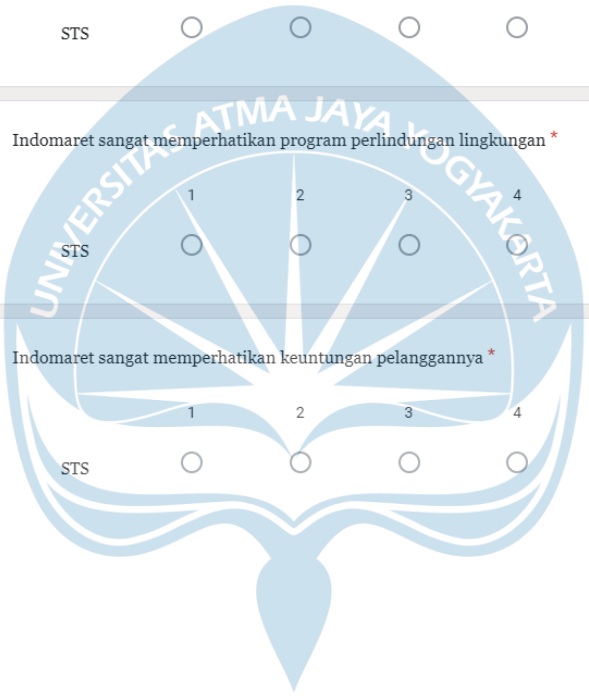 STS
UNIVERSITAS ATMA JAYA YOGYAKARTA
Indomaret sangat memperhatikan program perlindungan lingkungan *
1 2 3 4
STS
Indomaret sangat memperhatikan keuntungan pelanggannya *
1 2 3 4
STS